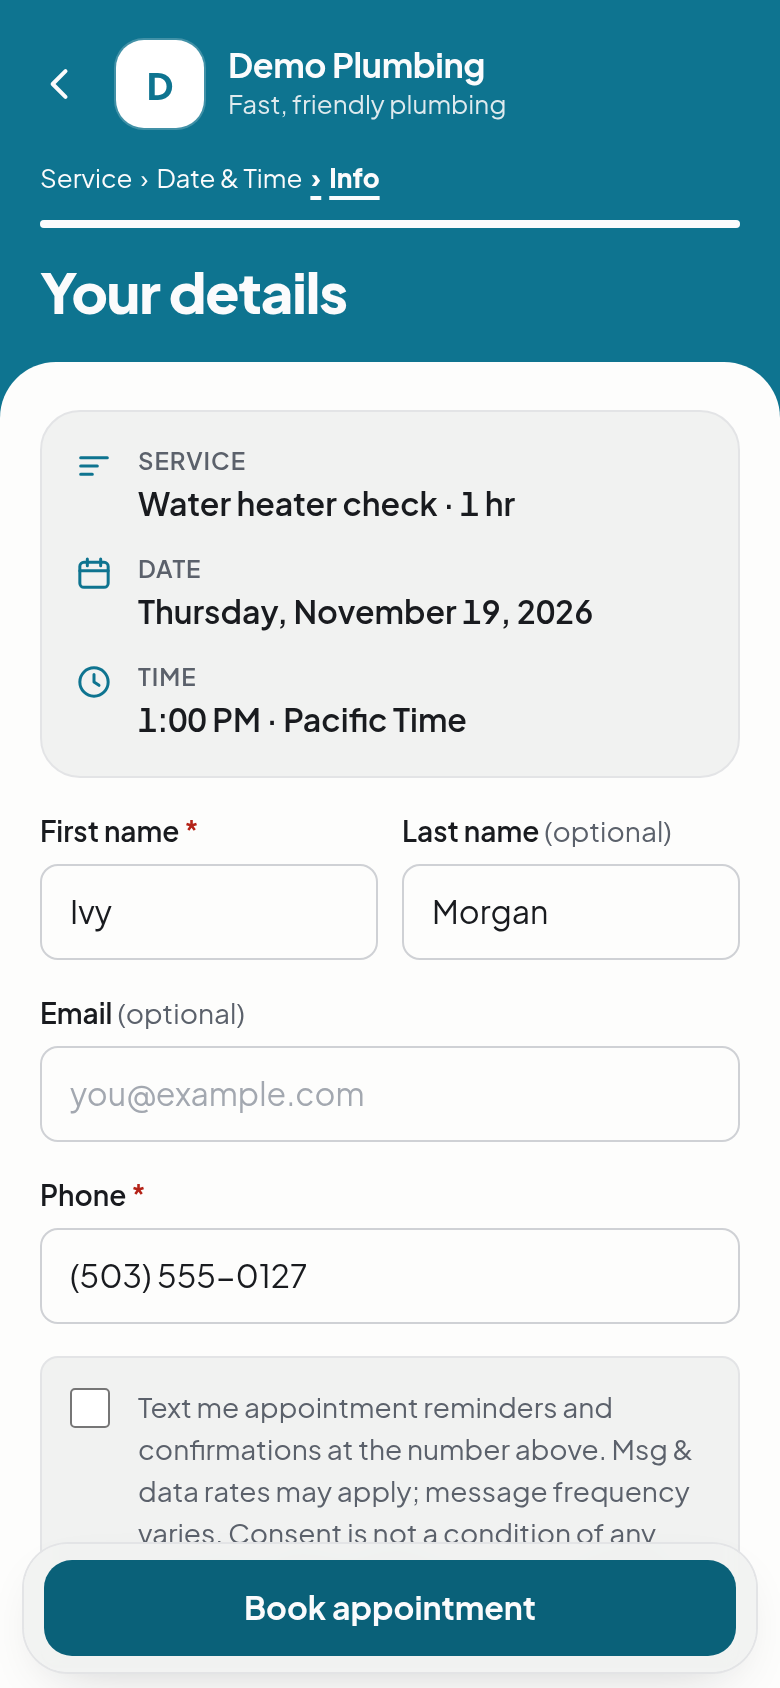 D
Demo Plumbing
Fast, friendly plumbing
Service › Date & Time › Info
Your details
SERVICE
Water heater check · 1 hr
DATE
Thursday, November 19, 2026
TIME
1:00 PM · Pacific Time
First name *
Last name (optional)
Ivy
Morgan
Email (optional)
you@example.com
Phone *
(503) 555-0127
Text me appointment reminders and
confirmations at the number above. Msg &
data rates may apply; message frequency
varies. Consent is not a condition of any
Book appointment